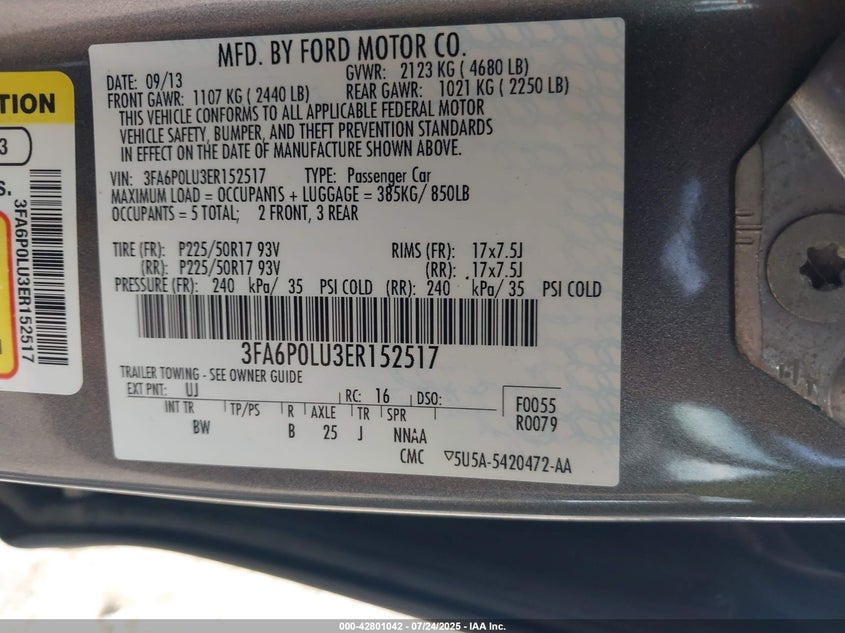 TION
3
S.
3FA6P0LU3ER152517
MFD. BY FORD MOTOR CO.
DATE: 09/13 GVWR: 2123 KG ( 4680 LB)
FRONT GAWR: 1107 KG ( 2440 LB) REAR GAWR: 1021 KG ( 2250 LB)
THIS VEHICLE CONFORMS TO ALL APPLICABLE FEDERAL MOTOR
VEHICLE SAFETY, BUMPER, AND THEFT PREVENTION STANDARDS
IN EFFECT ON THE DATE OF MANUFACTURE SHOWN ABOVE.
VIN: 3FA6P0LU3ER152517 TYPE: Passenger Car
MAXIMUM LOAD = OCCUPANTS + LUGGAGE = 385KG/ 850LB
OCCUPANTS = 5 TOTAL; 2 FRONT, 3 REAR
TIRE (FR): P225/50R17 93V RIMS (FR): 17x7.5J
(RR): P225/50R17 93V (RR): 17x7.5J
PRESSURE (FR): 240 kPa/ 35 PSI COLD (RR): 240 kPa/ 35 PSI COLD
3FA6P0LU3ER152517
TRAILER TOWING - SEE OWNER GUIDE
EXT PNT: UJ RC: 16 DSO: F0055
INT TR TP/PS R AXLE TR SPR R0079
BW B 25 J NNAA
CMC ▽5U5A-5420472-AA
000-42801042 - 07/24/2025 - IAA Inc.